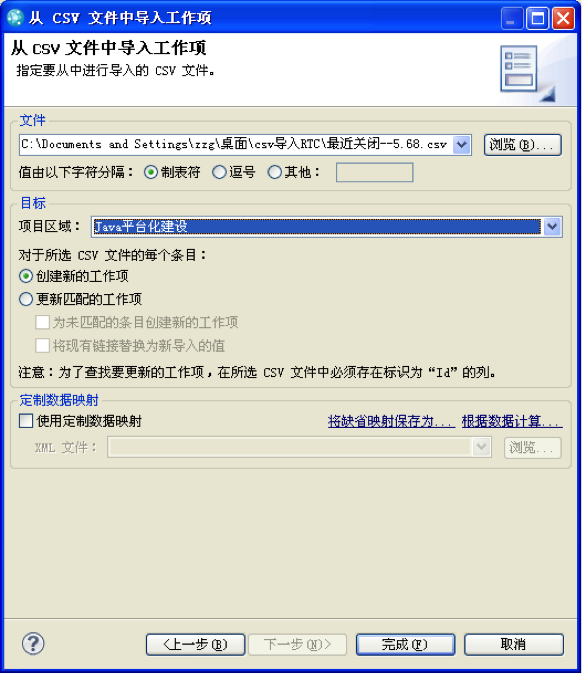 从 CSV 文件中导入工作项
从 CSV 文件中导入工作项
指定要从中进行导入的 CSV 文件。
文件
C:\Documents and Settings\zzg\桌面\csv导入RTC\最近关闭--5.68.csv 浏览(B)...
值由以下字符分隔： 制表符 逗号 其他：
目标
项目区域： Java平台化建设
对于所选 CSV 文件的每个条目：
创建新的工作项
更新匹配的工作项
为未匹配的条目创建新的工作项
将现有链接替换为新导入的值
注意：为了查找要更新的工作项，在所选 CSV 文件中必须存在标识为“Id”的列。
定制数据映射
使用定制数据映射 将缺省映射保存为... 根据数据计算...
XML 文件： 浏览...
? <上一步(B) 下一步(N)> 完成(F) 取消